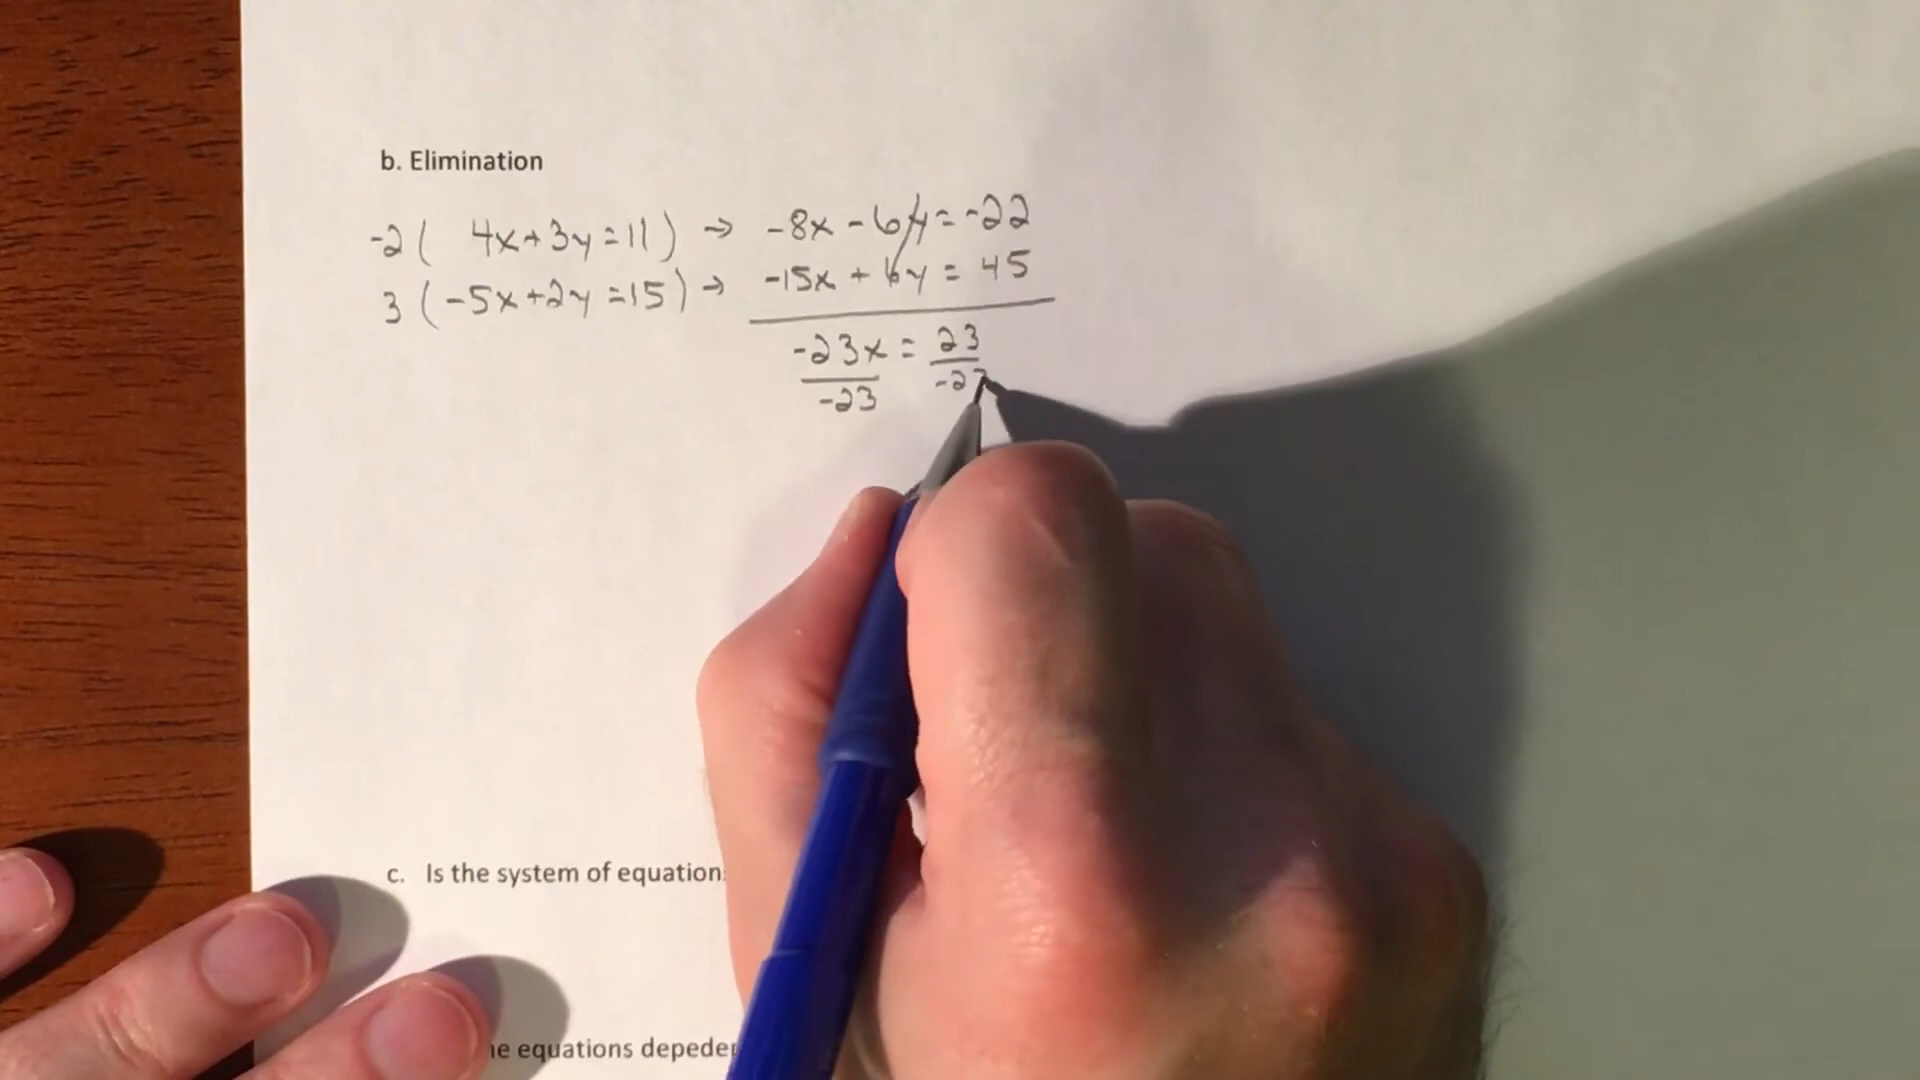 b. Elimination
-2( 4x+3y=11) → -8x - 6y = -22
3(-5x+2y=15) → -15x + 6y = 45
-23x = 23
-23 -23
c. Is the system of equation
equations depede